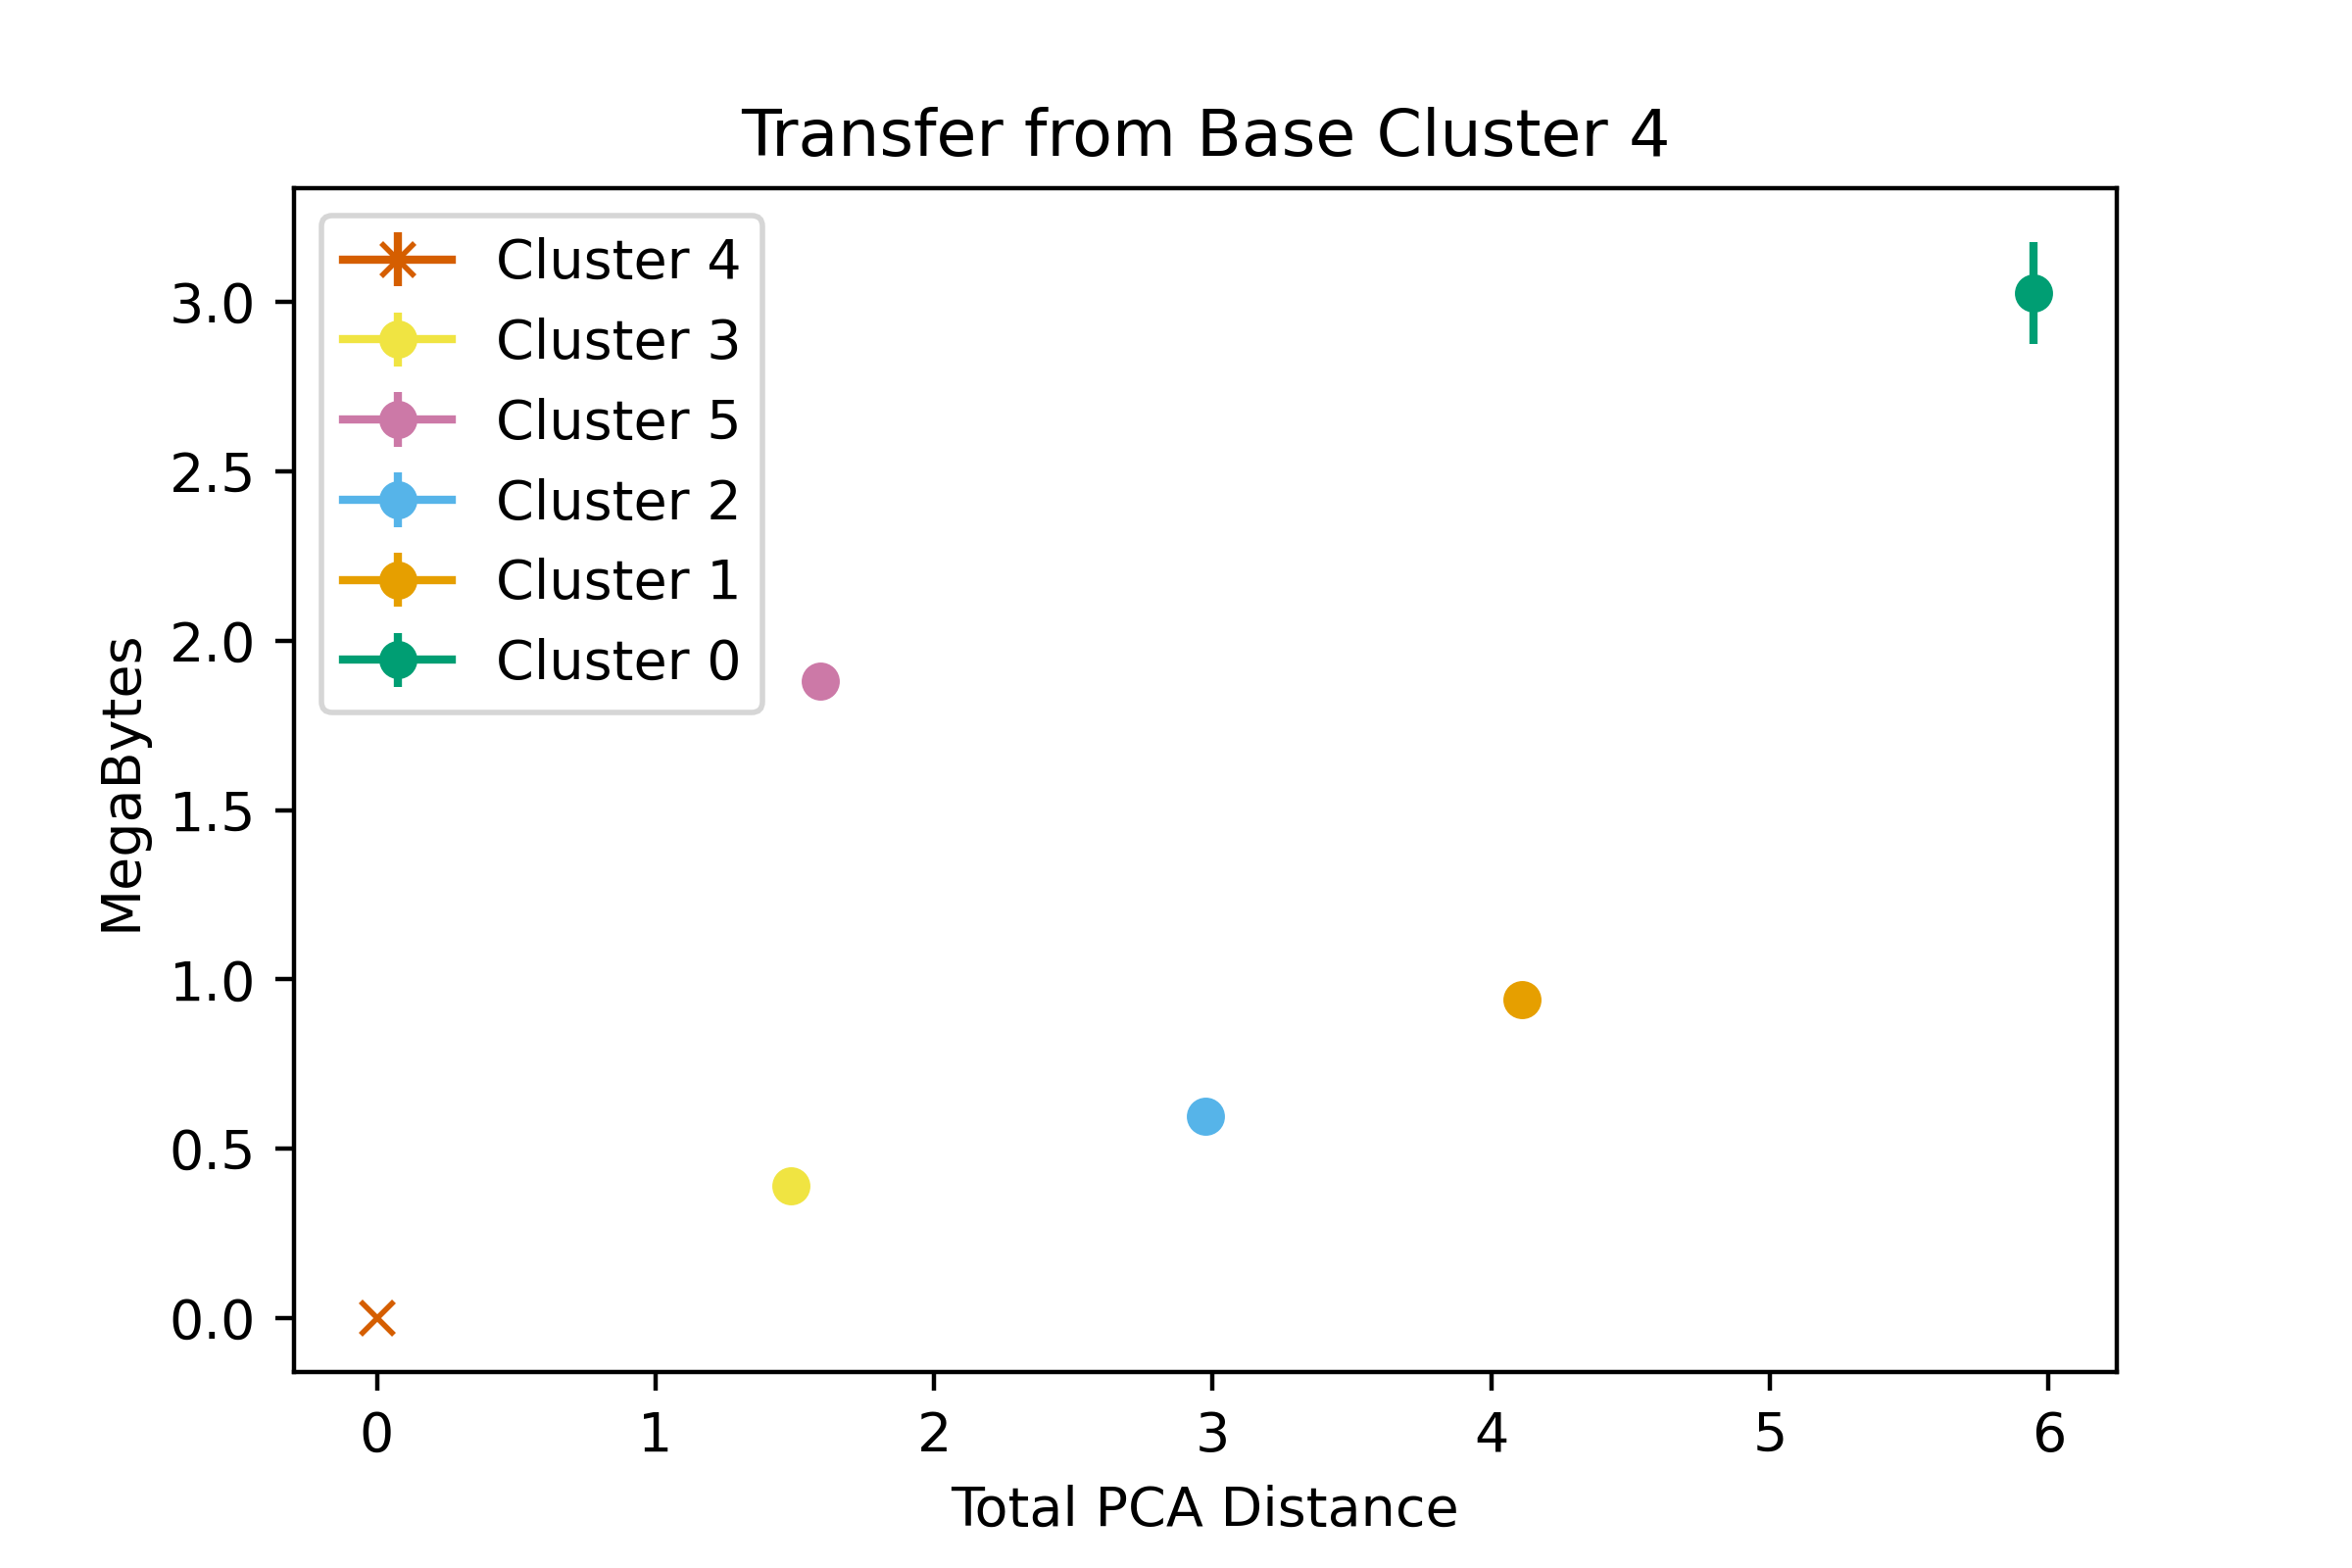 Transfer from Base Cluster 4
Cluster 4
Cluster 3
Cluster 5
Cluster 2
Cluster 1
Cluster 0
MegaBytes
3.0
2.5
2.0
1.5
1.0
0.5
0.0
0 1 2 3 4 5 6
Total PCA Distance